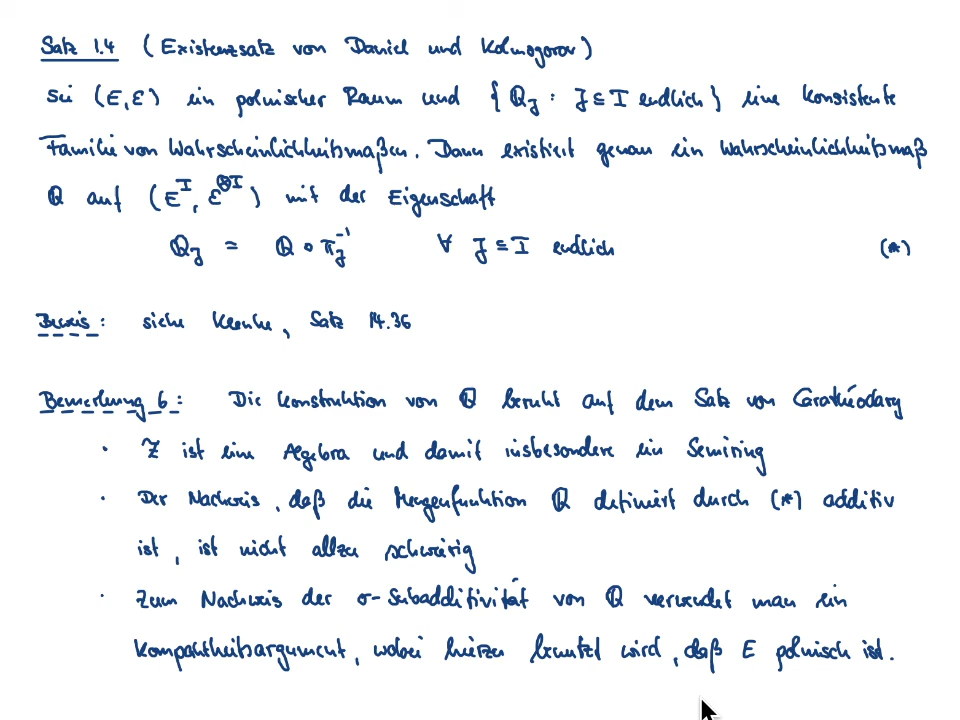 Satz 1.4 (Existenzsatz von Daniel und Kolmogorov)
Sei (E, ℰ) ein polnischer Raum und { Q_J : J ⊆ I endlich } eine konsistente
Familie von Wahrscheinlichkeitsmaßen. Dann existiert genau ein Wahrscheinlichkeitsmaß
Q auf (E^I, ℰ^{⊗I}) mit der Eigenschaft
Q_J = Q ∘ π_J^{-1} ∀ J ⊆ I endlich (*)
Beweis: siehe Klenke, Satz 14.36
Bemerkung 6: Die Konstruktion von Q beruht auf dem Satz von Carathéodary
· Z ist eine Algebra und damit insbesondere ein Semiring
· Der Nachweis, daß die Mengenfunktion Q definiert durch (*) additiv
ist, ist nicht allzu schwierig
· Zum Nachweis der σ-Subadditivität von Q verwendet man ein
Kompaktheitsargument, wobei hierzu benutzt wird, daß E polnisch ist.